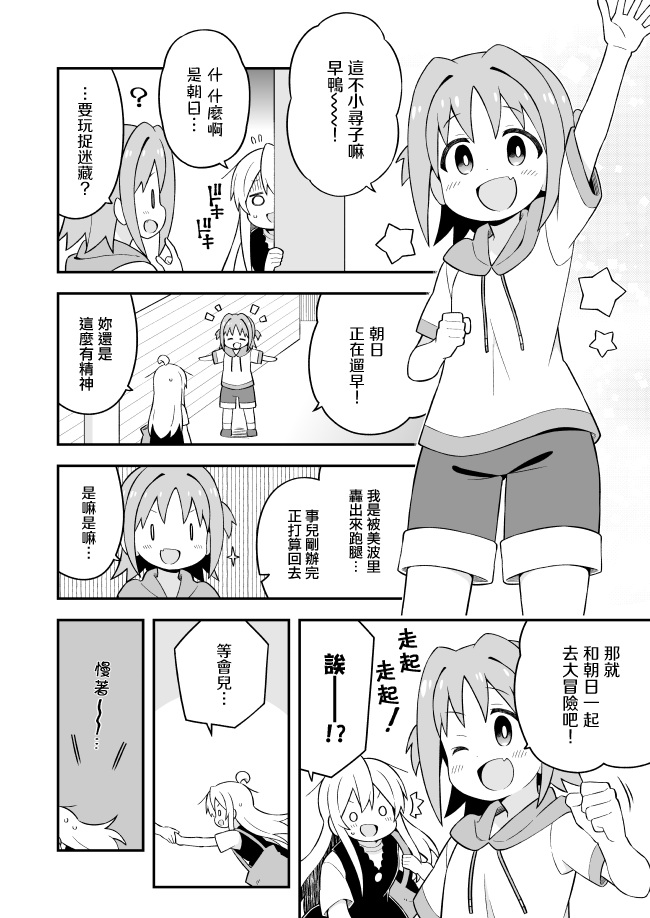 這不小尋子嘛
早鴨~~~~!
什 什麼啊
是朝日…
ドキ
ドキ
?
…要玩捉迷藏?
朝日
正在遛早!
妳還是
這麼有精神
我是被美波里
轟出來跑腿…
事兒剛辦完
正打算回去
是嘛是嘛…
那就
和朝日一起
去大冒險吧!
走起
走起!
誒——!?
等會兒…
慢著~~…